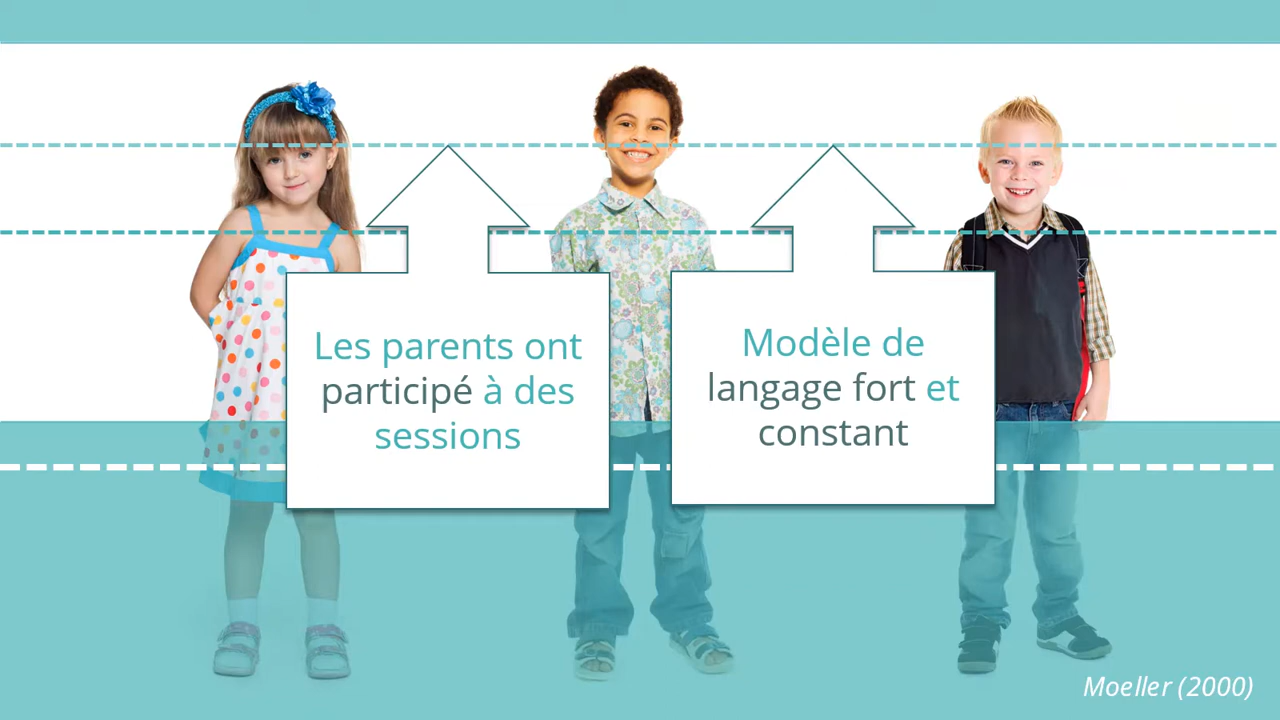 Les parents ont
participé à des
sessions
Modèle de
langage fort et
constant
Moeller (2000)